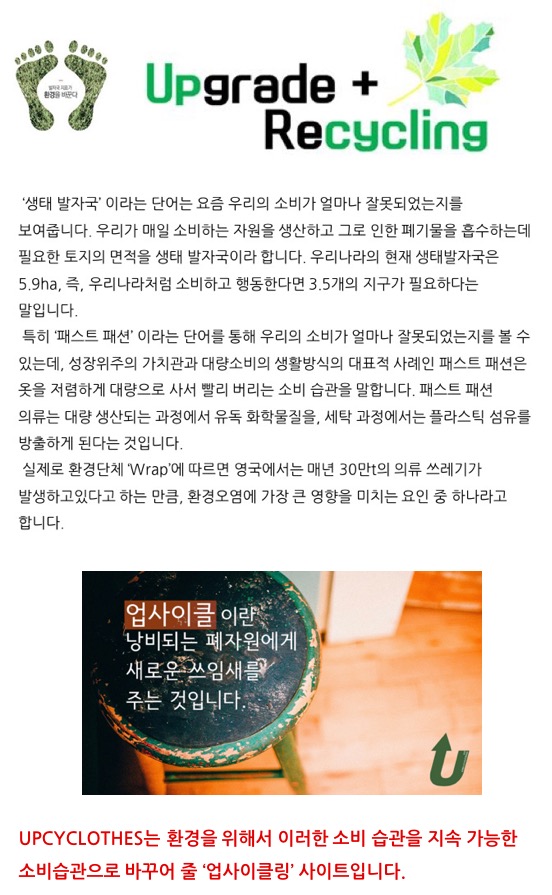 발자국 지표가
환경을 바꾼다
Upgrade +
Recycling
‘생태 발자국’ 이라는 단어는 요즘 우리의 소비가 얼마나 잘못되었는지를
보여줍니다. 우리가 매일 소비하는 자원을 생산하고 그로 인한 폐기물을 흡수하는데
필요한 토지의 면적을 생태 발자국이라 합니다. 우리나라의 현재 생태발자국은
5.9ha, 즉, 우리나라처럼 소비하고 행동한다면 3.5개의 지구가 필요하다는
말입니다.
특히 ‘패스트 패션’ 이라는 단어를 통해 우리의 소비가 얼마나 잘못되었는지를 볼 수
있는데, 성장위주의 가치관과 대량소비의 생활방식의 대표적 사례인 패스트 패션은
옷을 저렴하게 대량으로 사서 빨리 버리는 소비 습관을 말합니다. 패스트 패션
의류는 대량 생산되는 과정에서 유독 화학물질을, 세탁 과정에서는 플라스틱 섬유를
방출하게 된다는 것입니다.
실제로 환경단체 ‘Wrap’에 따르면 영국에서는 매년 30만t의 의류 쓰레기가
발생하고있다고 하는 만큼, 환경오염에 가장 큰 영향을 미치는 요인 중 하나라고
합니다.
업사이클 이란
낭비되는 폐자원에게
새로운 쓰임새를
주는 것입니다.
U
UPCYCLOTHES는 환경을 위해서 이러한 소비 습관을 지속 가능한
소비습관으로 바꾸어 줄 ‘업사이클링’ 사이트입니다.